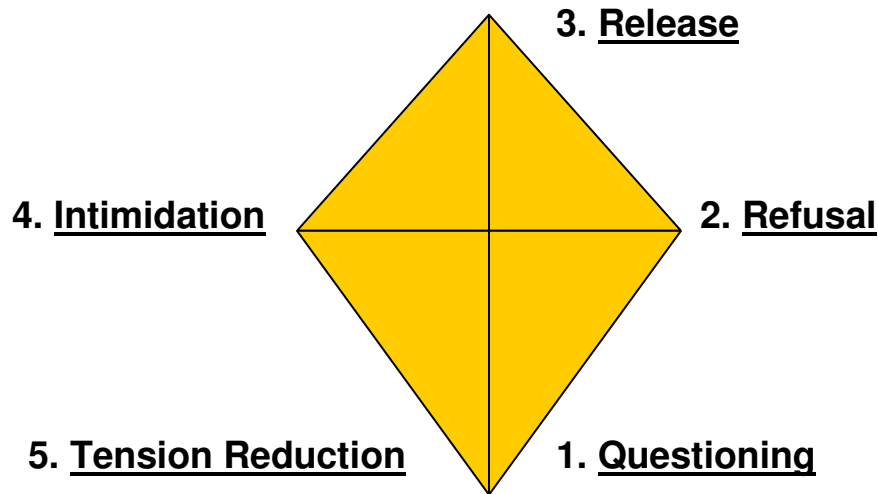 3. Release
4. Intimidation
2. Refusal
5. Tension Reduction
1. Questioning